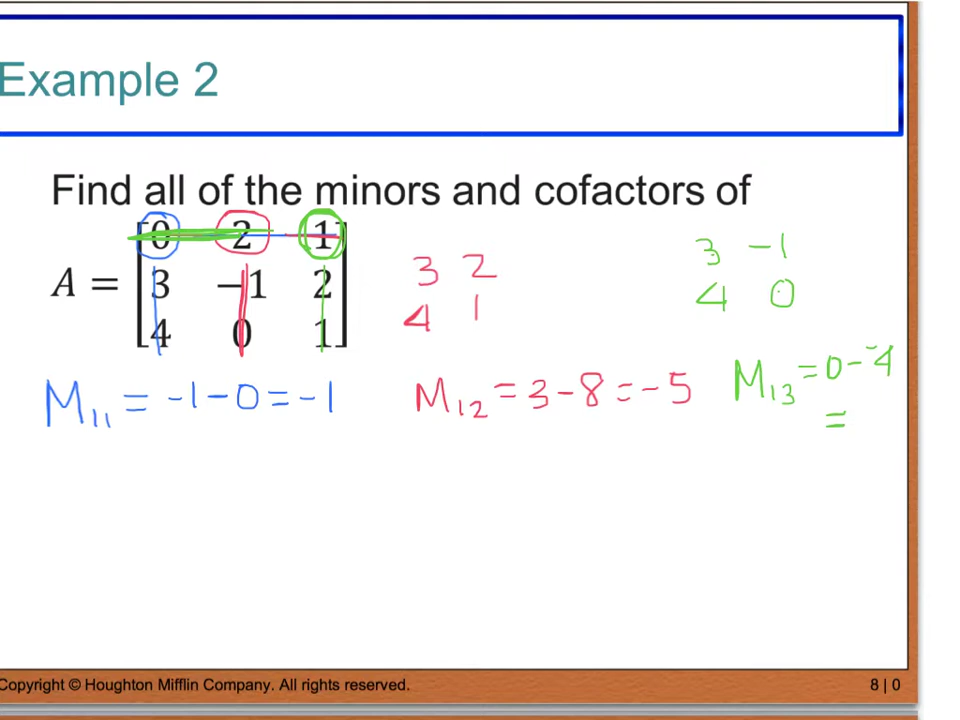 Example 2
Find all of the minors and cofactors of
A = [0 2 1
3 −1 2
4 0 1]
3 2
4 1
3 -1
4 0
M11 = -1 - 0 = -1
M12 = 3 - 8 = -5
M13 = 0 - -4
=
Copyright © Houghton Mifflin Company. All rights reserved.
8 | 0